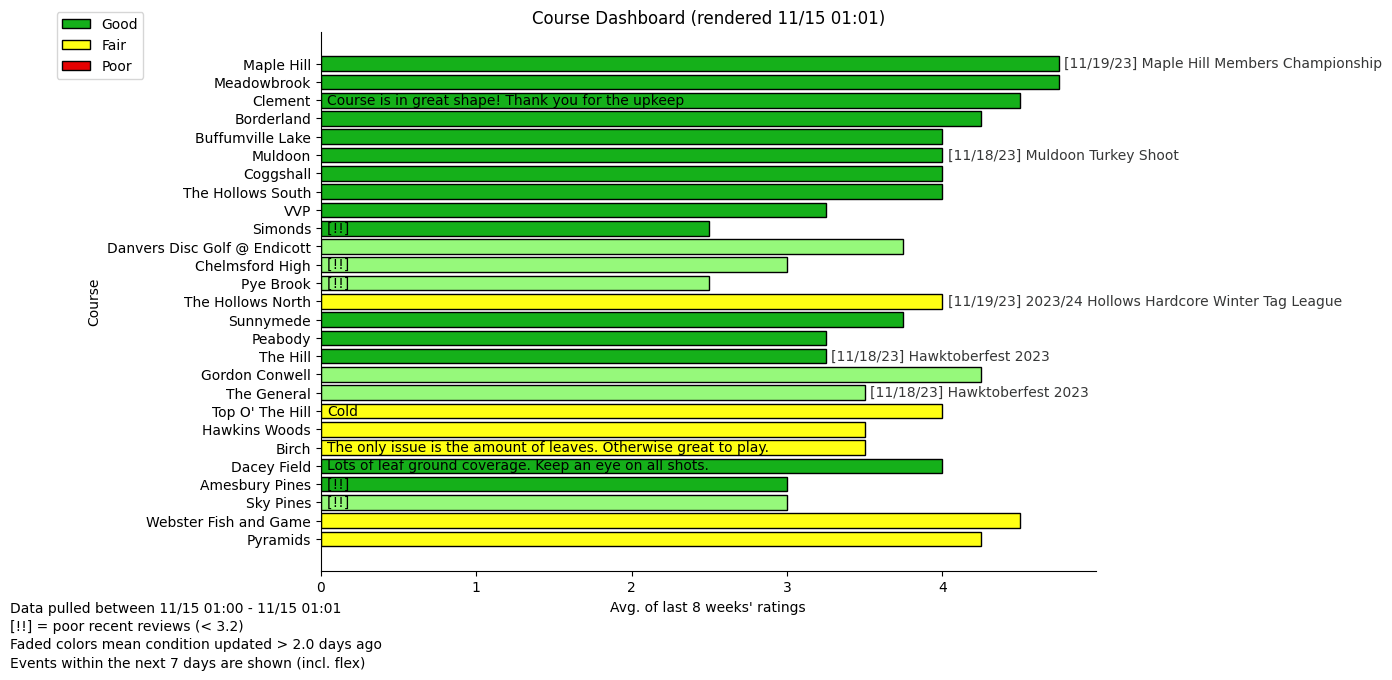 Course Dashboard (rendered 11/15 01:01)
Good
Fair
Poor
Course
Maple Hill [11/19/23] Maple Hill Members Championship
Meadowbrook
Clement Course is in great shape! Thank you for the upkeep
Borderland
Buffumville Lake
Muldoon [11/18/23] Muldoon Turkey Shoot
Coggshall
The Hollows South
VVP
Simonds [!!]
Danvers Disc Golf @ Endicott
Chelmsford High [!!]
Pye Brook [!!]
The Hollows North [11/19/23] 2023/24 Hollows Hardcore Winter Tag League
Sunnymede
Peabody
The Hill [11/18/23] Hawktoberfest 2023
Gordon Conwell
The General [11/18/23] Hawktoberfest 2023
Top O' The Hill Cold
Hawkins Woods
Birch The only issue is the amount of leaves. Otherwise great to play.
Dacey Field Lots of leaf ground coverage. Keep an eye on all shots.
Amesbury Pines [!!]
Sky Pines [!!]
Webster Fish and Game
Pyramids
0 1 2 3 4
Avg. of last 8 weeks' ratings
Data pulled between 11/15 01:00 - 11/15 01:01
[!!] = poor recent reviews (< 3.2)
Faded colors mean condition updated > 2.0 days ago
Events within the next 7 days are shown (incl. flex)